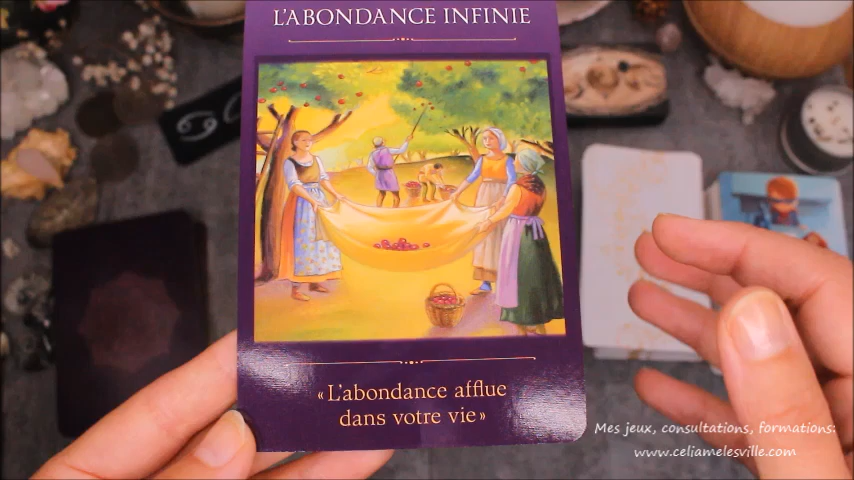 L'ABONDANCE INFINIE
«L'abondance afflue
dans votre vie»
Mes jeux, consultations, formations:
www.celiamelesville.com